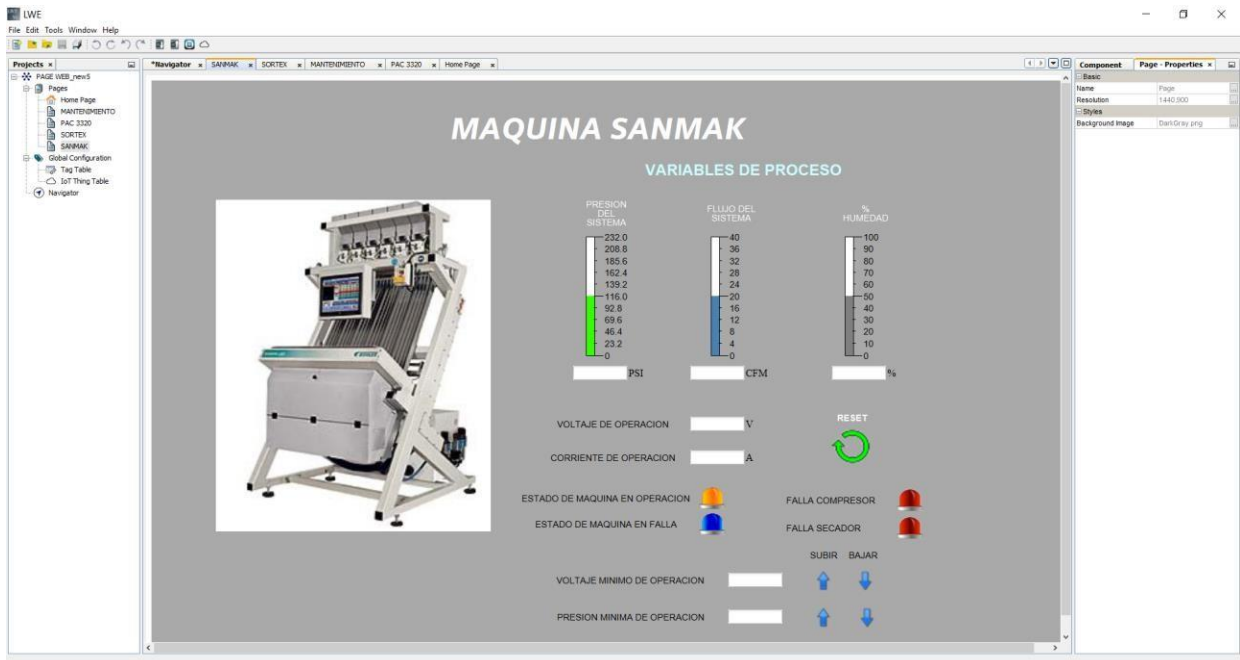 LWE
File Edit Tools Window Help
Projects
*Navigator SANMAK SORTEX MANTENIMIENTO PAC 3320 Home Page
PAGE WEB_new5
Pages
Home Page
MANTENIMIENTO
PAC 3320
SORTEX
SANMAK
Global Configuration
Tag Table
IoT Thing Table
Navigator
MAQUINA SANMAK
VARIABLES DE PROCESO
PRESION
DEL
SISTEMA
232.0
208.8
185.6
162.4
139.2
116.0
92.8
69.6
46.4
23.2
0
PSI
FLUJO DEL
SISTEMA
40
36
32
28
24
20
16
12
8
4
0
CFM
%
HUMEDAD
100
90
80
70
60
50
40
30
20
10
0
%
VOLTAJE DE OPERACION V
CORRIENTE DE OPERACION A
RESET
ESTADO DE MAQUINA EN OPERACION
ESTADO DE MAQUINA EN FALLA
FALLA COMPRESOR
FALLA SECADOR
SUBIR BAJAR
VOLTAJE MINIMO DE OPERACION
PRESION MINIMA DE OPERACION
Component Page - Properties
Basic
Name Page
Resolution 1440,900
Styles
Background Image DarkGray.png